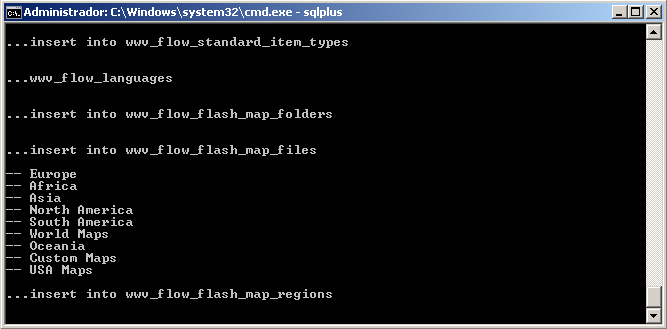 Administrador: C:\Windows\system32\cmd.exe - sqlplus
...insert into wwv_flow_standard_item_types
...wwv_flow_languages
...insert into wwv_flow_flash_map_folders
...insert into wwv_flow_flash_map_files
-- Europe
-- Africa
-- Asia
-- North America
-- South America
-- World Maps
-- Oceania
-- Custom Maps
-- USA Maps
...insert into wwv_flow_flash_map_regions